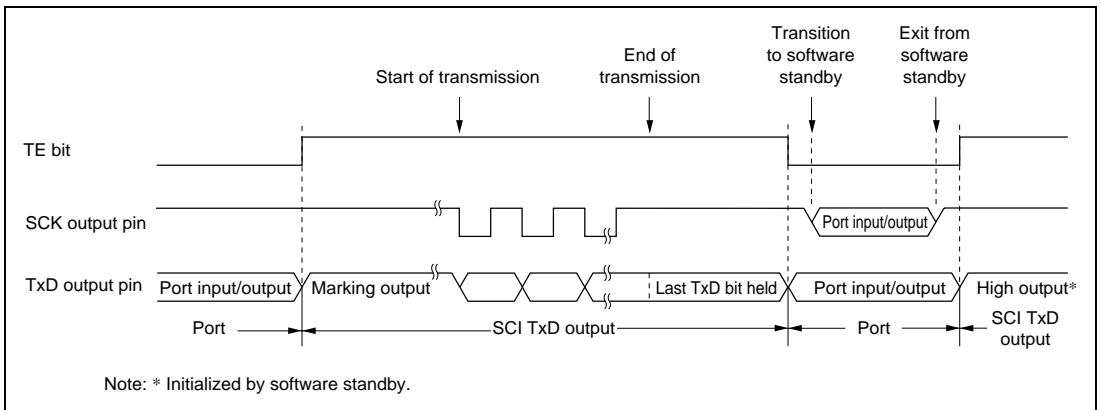 Transition
to software
standby
Exit from
software
standby
End of
transmission
Start of transmission
TE bit
SCK output pin
Port input/output
TxD output pin
Port input/output
Marking output
Last TxD bit held
Port input/output
High output*
Port
SCI TxD output
Port
SCI TxD
output
Note: * Initialized by software standby.